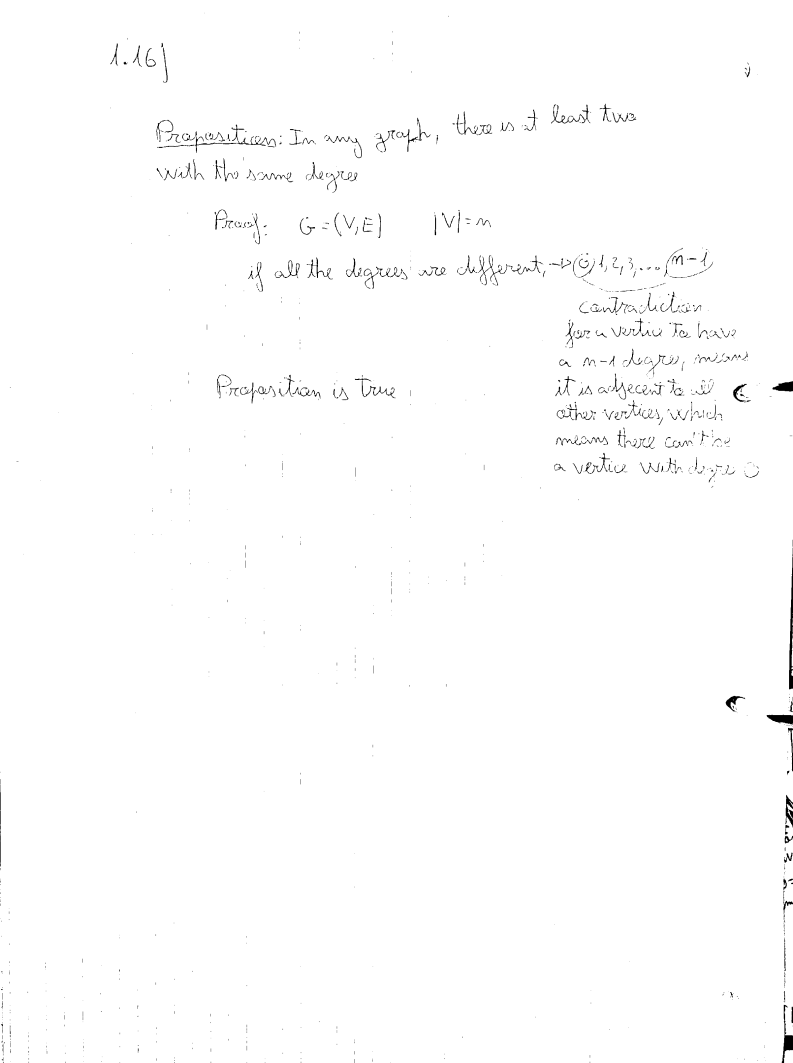 1.16)
Proposition: In any graph, there is at least two
with the same degree
Proof: G=(V,E) |V|=n
if all the degrees are different, → 0,1,2,3,...,n-1
contradiction
for a vertice to have
a n-1 degree, means
it is adjecent to all
other vertices, which
means there can't be
a vertice with degre 0
Proposition is true